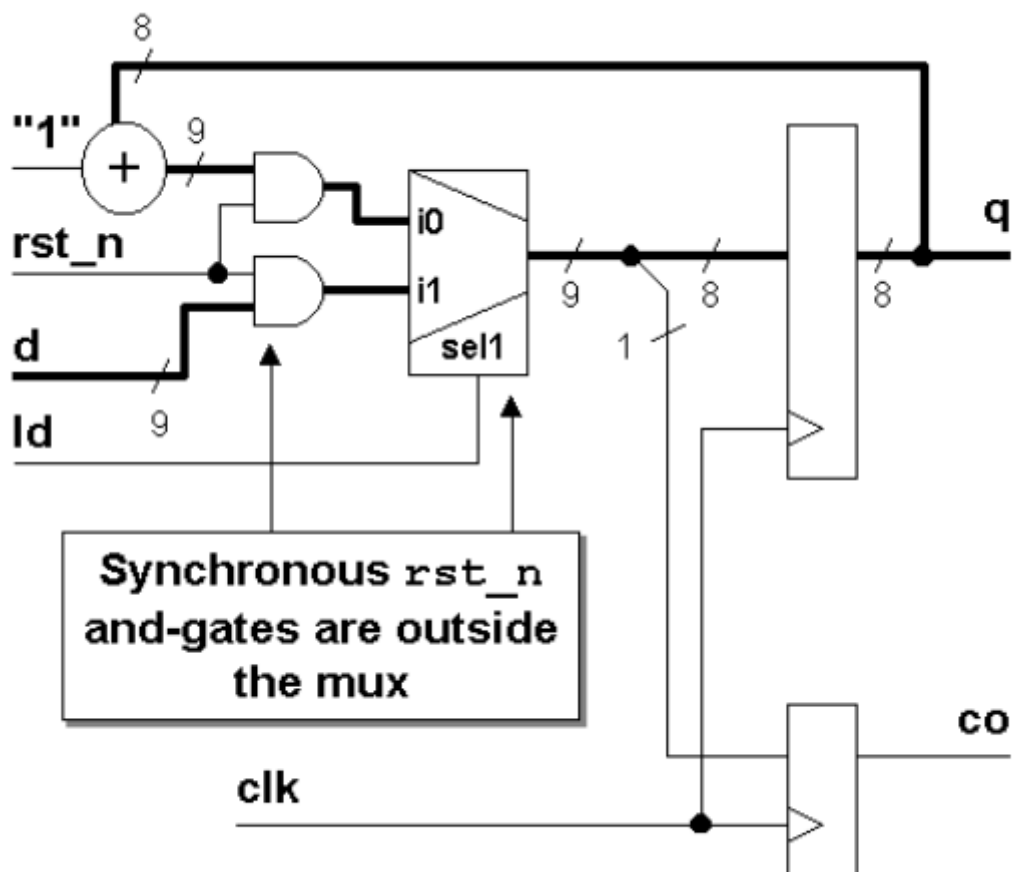 8
"1"
+
9
rst_n
d
9
ld
i0
i1
sel1
9
8
1
8
q
Synchronous rst_n
and-gates are outside
the mux
clk
co